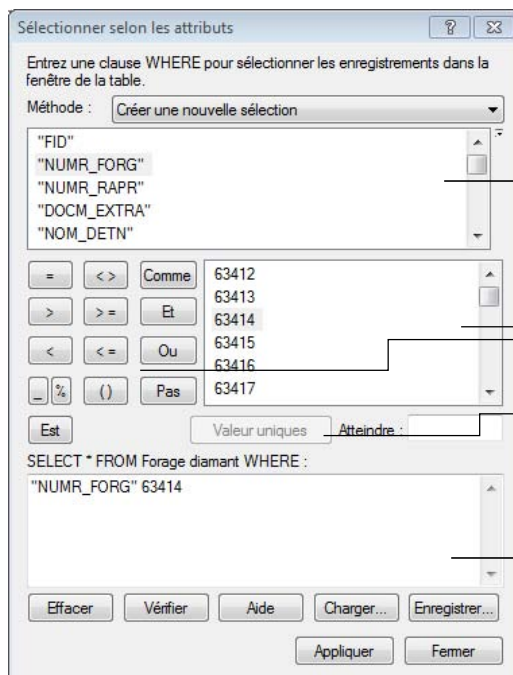 Sélectionner selon les attributs
Entrez une clause WHERE pour sélectionner les enregistrements dans la
fenêtre de la table.
Méthode : Créer une nouvelle sélection
"FID"
"NUMR_FORG"
"NUMR_RAPR"
"DOCM_EXTRA"
"NOM_DETN"
= < > Comme
> > = Et
< < = Ou
_ % ( ) Pas
63412
63413
63414
63415
63416
63417
Est Valeur uniques Atteindre :
SELECT * FROM Forage diamant WHERE :
"NUMR_FORG" 63414
Effacer Vérifier Aide Charger... Enregistrer...
Appliquer Fermer